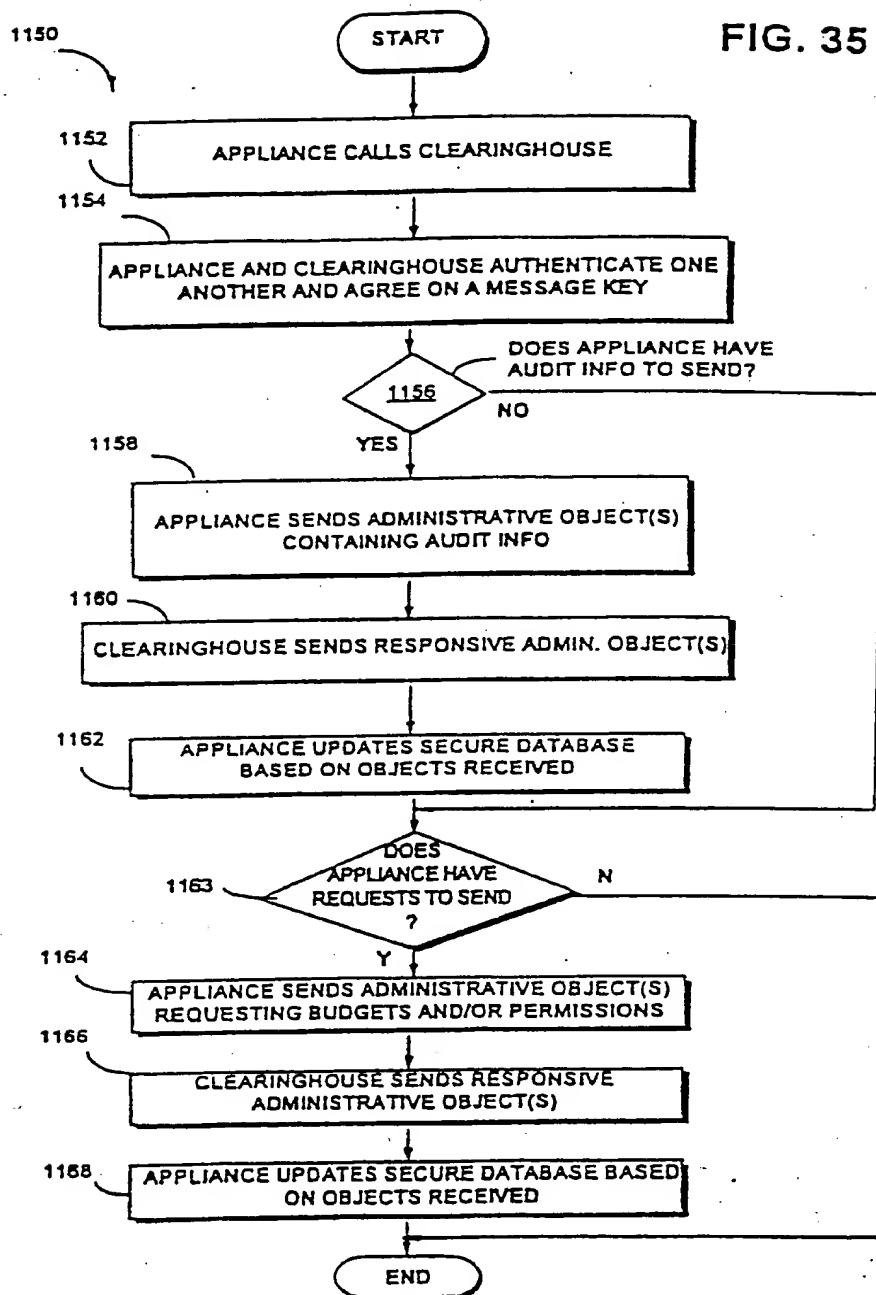 1150
START
FIG. 35
1152
APPLIANCE CALLS CLEARINGHOUSE
1154
APPLIANCE AND CLEARINGHOUSE AUTHENTICATE ONE
ANOTHER AND AGREE ON A MESSAGE KEY
DOES APPLIANCE HAVE
AUDIT INFO TO SEND?
1156
NO
YES
1158
APPLIANCE SENDS ADMINISTRATIVE OBJECT(S)
CONTAINING AUDIT INFO
1160
CLEARINGHOUSE SENDS RESPONSIVE ADMIN. OBJECT(S)
1162
APPLIANCE UPDATES SECURE DATABASE
BASED ON OBJECTS RECEIVED
DOES
APPLIANCE HAVE
REQUESTS TO SEND
?
1163
N
Y
1164
APPLIANCE SENDS ADMINISTRATIVE OBJECT(S)
REQUESTING BUDGETS AND/OR PERMISSIONS
1166
CLEARINGHOUSE SENDS RESPONSIVE
ADMINISTRATIVE OBJECT(S)
1168
APPLIANCE UPDATES SECURE DATABASE BASED
ON OBJECTS RECEIVED
END